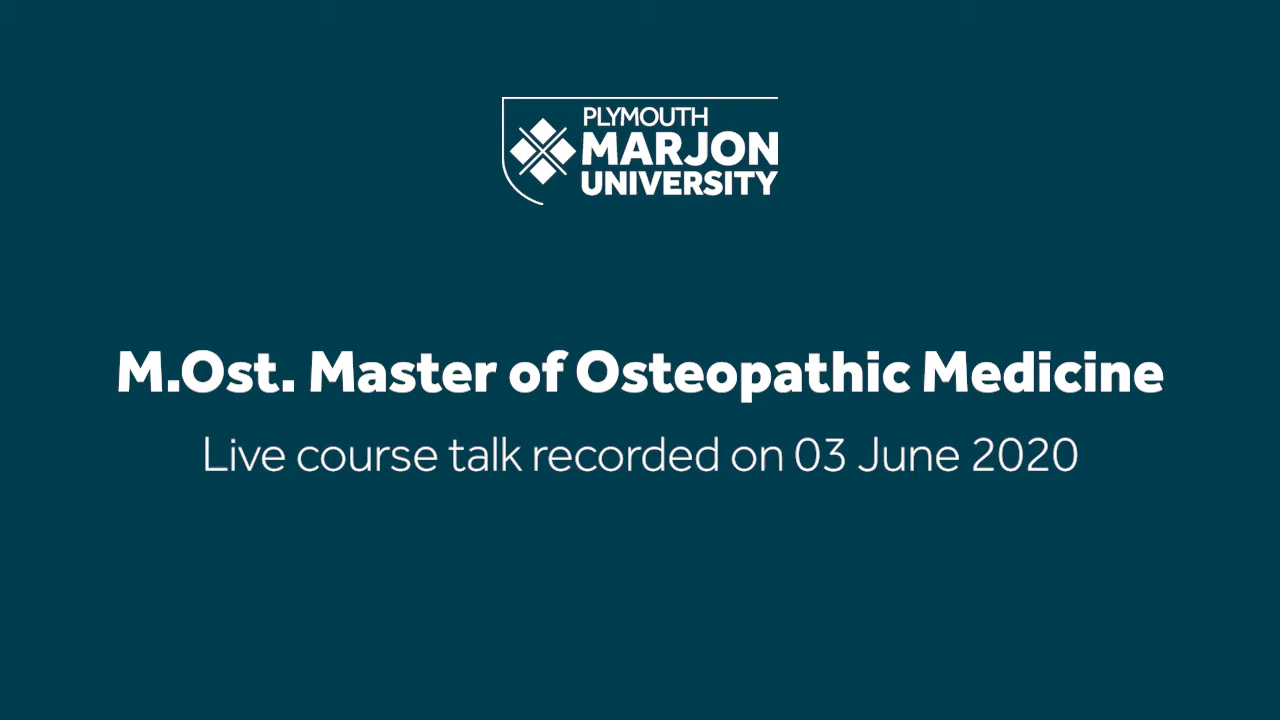 PLYMOUTH
MARJON
UNIVERSITY
M.Ost. Master of Osteopathic Medicine
Live course talk recorded on 03 June 2020